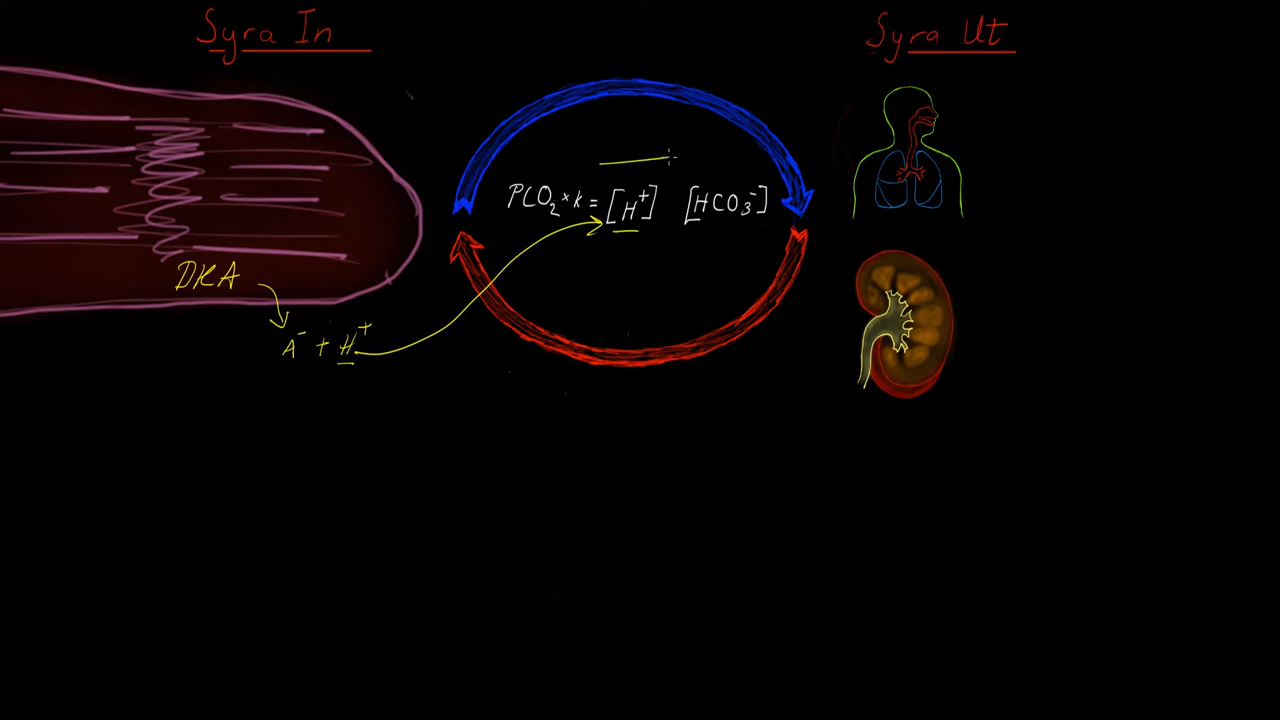 Syra In
Syra Ut
PCO₂ × k = [H⁺] [HCO₃⁻]
DKA
A⁻ + H⁺